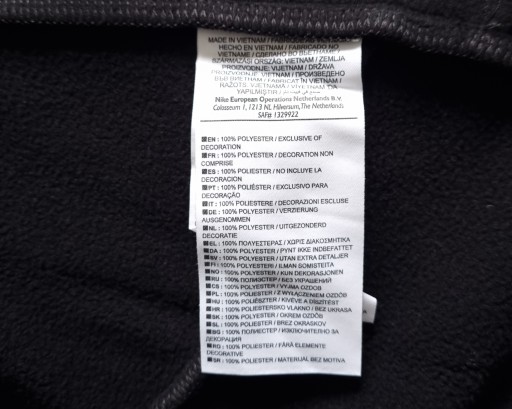 MADE IN VIETNAM / FABRIQUE AU VIETNAM
HECHO EN VIETNAM / FABRICADO NO
VIETNAME / СДЕЛАНО ВО ВЬЕТНАМЕ /
SZÁRMAZÁSI ORSZÁG: VIETNAM / ZEMLJA
PROIZVODNJE: VIJETNAM / DRŽAVA
PROIZVODNJE: VIETNAM / ПРОИЗВЕДЕНО
VIETNAM / FABRICAT ÎN VIETNAM /
YAPILMIŞTIR /
Nike European Operations Netherlands B.V.
Colosseum 1, 1213 NL Hilversum, The Netherlands
SAF# 1329922
EN : 100% POLYESTER / EXCLUSIVE OF
DECORATION
FR : 100% POLYESTER / DECORATION NON
COMPRISE
ES : 100% POLIESTER / NO INCLUYE LA
DECORACION
PT : 100% POLIÉSTER / EXCLUSIVO PARA
DECORAÇÃO
IT : 100% POLIESTERE / DECORAZIONI ESCLUSE
DE : 100% POLYESTER / VERZIERUNG
AUSGENOMMEN
NL : 100% POLYESTER / UITGEZONDERD
DECORATIE
EL : 100% ΠΟΛΥΕΣΤΕΡΑΣ / ΧΩΡΙΣ ΔΙΑΚΟΣΜΗΤΙΚΑ
DA : 100% POLYESTER / PYNT IKKE INDBEFATTET
SV : 100% POLYESTER / UTAN EXTRA DETALJER
FI : 100% POLYESTERI / ILMAN SOMISTEITA
NO : 100% POLYESTER / KUN DEKORASJONEN
RU : 100% ПОЛИЭСТЕР / БЕЗ УКРАШЕНИЙ
CS : 100% POLYESTER / VYJMA OZDOB
PL : 100% POLIESTER / Z WYŁĄCZENIEM OZDÓB
HU : 100% POLIÉSZTER / KIVÉVE A DÍSZÍTÉST
HR : 100% POLIESTERSKO VLAKNO / BEZ UKRASA
SK : 100% POLYESTER / OKREM OZDÔB
SL : 100% POLIESTER / BREZ OKRASKOV
BG : 100% ПОЛИЕСТЕР / ИЗКЛЮЧИТЕЛНО ЗА
ДЕКОРАЦИЯ
RO : 100% POLIESTER / FĂRĂ ELEMENTE
DECORATIVE
SR : 100% POLIESTER / MATERIJAL BEZ MOTIVA